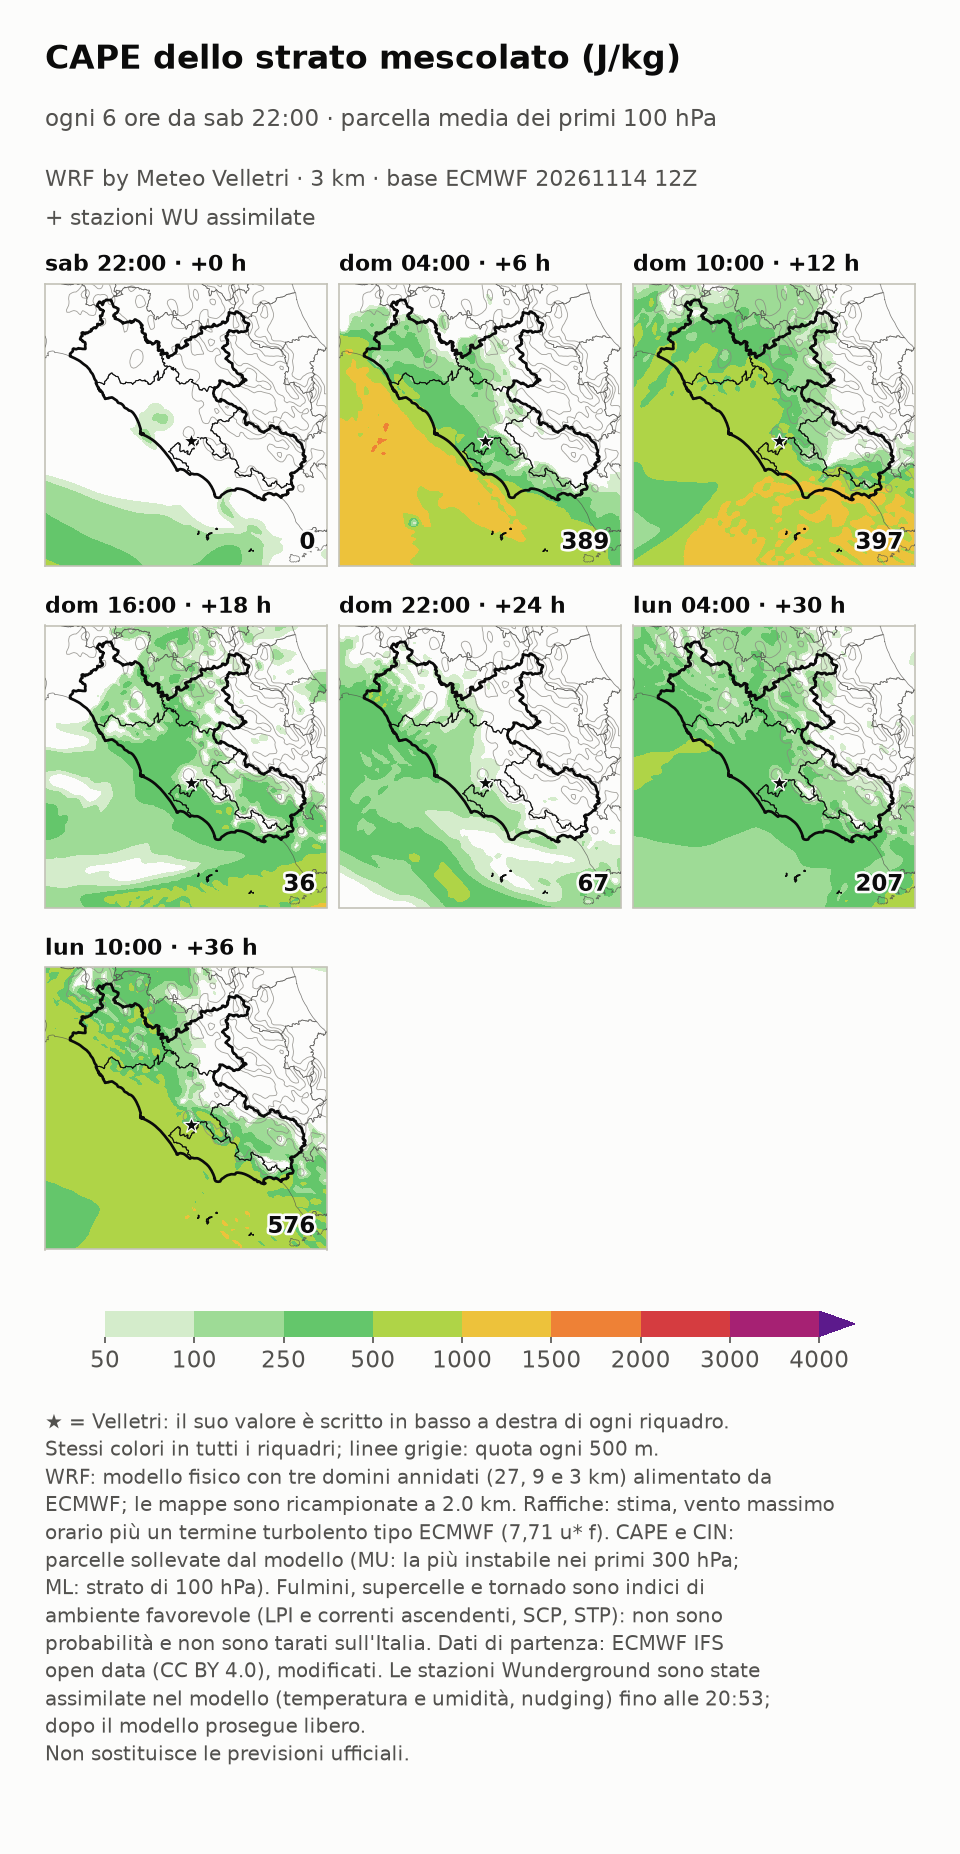 CAPE dello strato mescolato (J/kg)
ogni 6 ore da sab 22:00 · parcella media dei primi 100 hPa
WRF by Meteo Velletri · 3 km · base ECMWF 20261114 12Z
+ stazioni WU assimilate
sab 22:00 · +0 h
dom 04:00 · +6 h
dom 10:00 · +12 h
0
389
397
dom 16:00 · +18 h
dom 22:00 · +24 h
lun 04:00 · +30 h
36
67
207
lun 10:00 · +36 h
576
50 100 250 500 1000 1500 2000 3000 4000
★ = Velletri: il suo valore è scritto in basso a destra di ogni riquadro.
Stessi colori in tutti i riquadri; linee grigie: quota ogni 500 m.
WRF: modello fisico con tre domini annidati (27, 9 e 3 km) alimentato da
ECMWF; le mappe sono ricampionate a 2.0 km. Raffiche: stima, vento massimo
orario più un termine turbolento tipo ECMWF (7,71 u* f). CAPE e CIN:
parcelle sollevate dal modello (MU: la più instabile nei primi 300 hPa;
ML: strato di 100 hPa). Fulmini, supercelle e tornado sono indici di
ambiente favorevole (LPI e correnti ascendenti, SCP, STP): non sono
probabilità e non sono tarati sull'Italia. Dati di partenza: ECMWF IFS
open data (CC BY 4.0), modificati. Le stazioni Wunderground sono state
assimilate nel modello (temperatura e umidità, nudging) fino alle 20:53;
dopo il modello prosegue libero.
Non sostituisce le previsioni ufficiali.